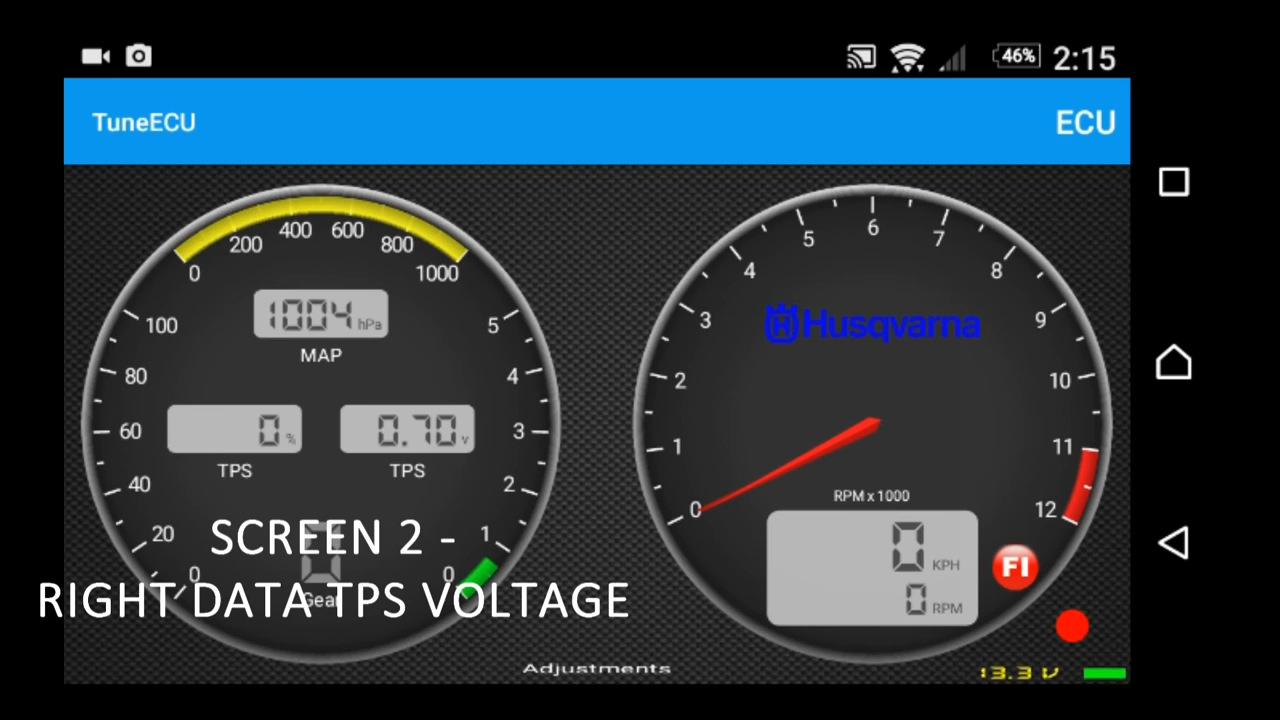 46% 2:15
TuneECU ECU
0 200 400 600 800 1000
1004 hPa
MAP
100 80 60 40 20 0
5 4 3 2 1 0
0 % 0.70 v
TPS TPS
0
Gear
SCREEN 2 -
RIGHT DATA TPS VOLTAGE
0 1 2 3 4 5 6 7 8 9 10 11 12
Husqvarna
RPM x 1000
0 KPH
0 RPM
FI
Adjustments
13.3 V